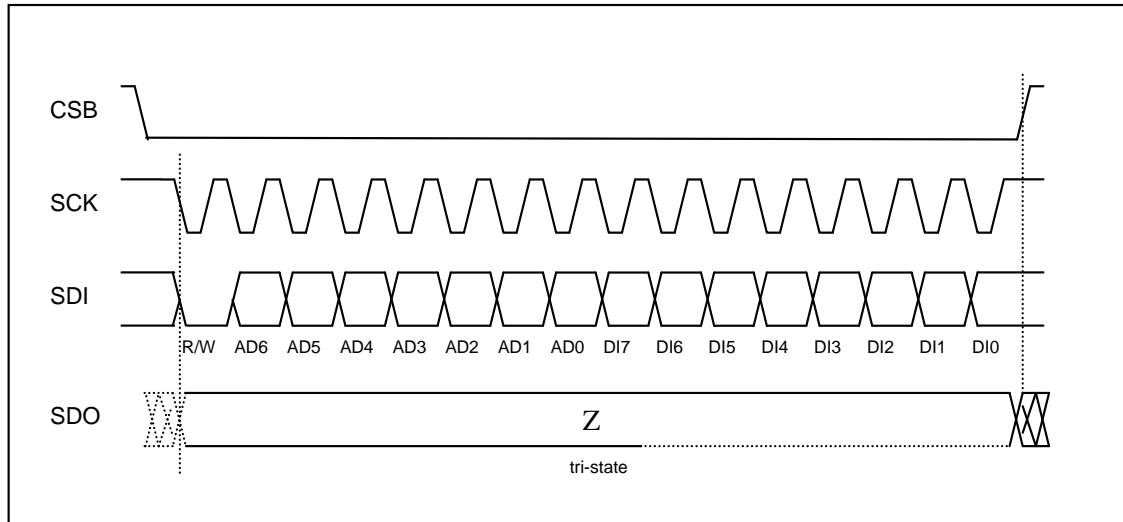 CSB
SCK
SDI
R/W AD6 AD5 AD4 AD3 AD2 AD1 AD0 DI7 DI6 DI5 DI4 DI3 DI2 DI1 DI0
SDO
Z
tri-state